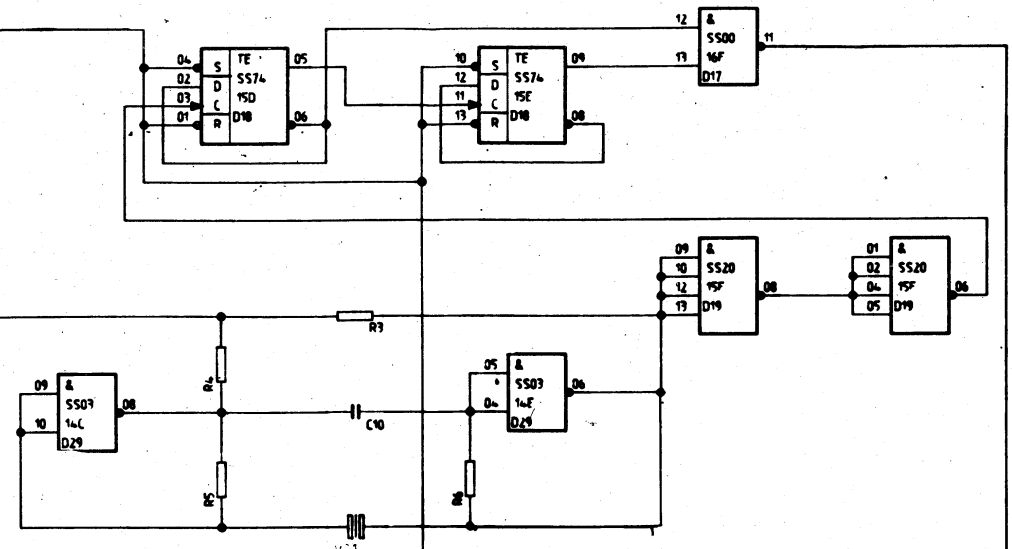 12
&
SS00
11
13
16F
D17
04
S
TE
05
02
D
SS74
03
C
15D
01
R
D18
06
10
S
TE
09
12
D
SS74
11
C
15E
13
R
D18
08
09
&
10
SS20
12
15F
08
13
D19
01
&
02
SS20
04
15F
06
05
D19
R3
R4
09
&
SS03
08
10
14C
D29
C10
05
&
SS03
06
04
14E
D29
R5
R6